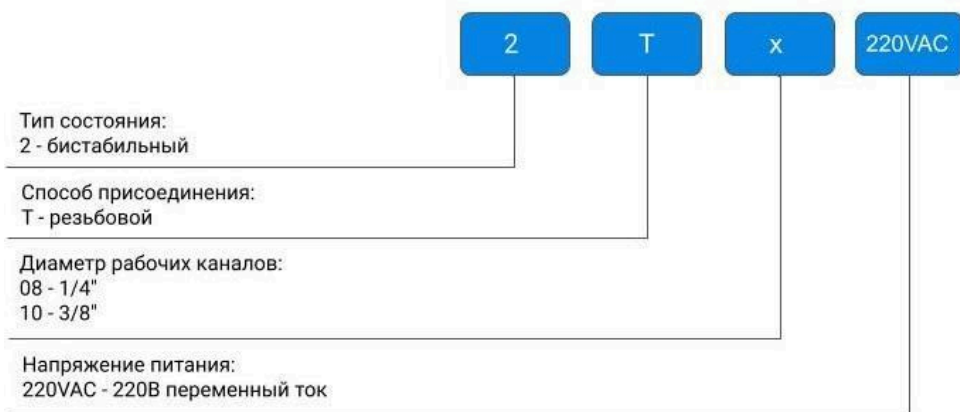 2 T x 220VAC
Тип состояния:
2 - бистабильный
Способ присоединения:
Т - резьбовой
Диаметр рабочих каналов:
08 - 1/4"
10 - 3/8"
Напряжение питания:
220VAC - 220В переменный ток